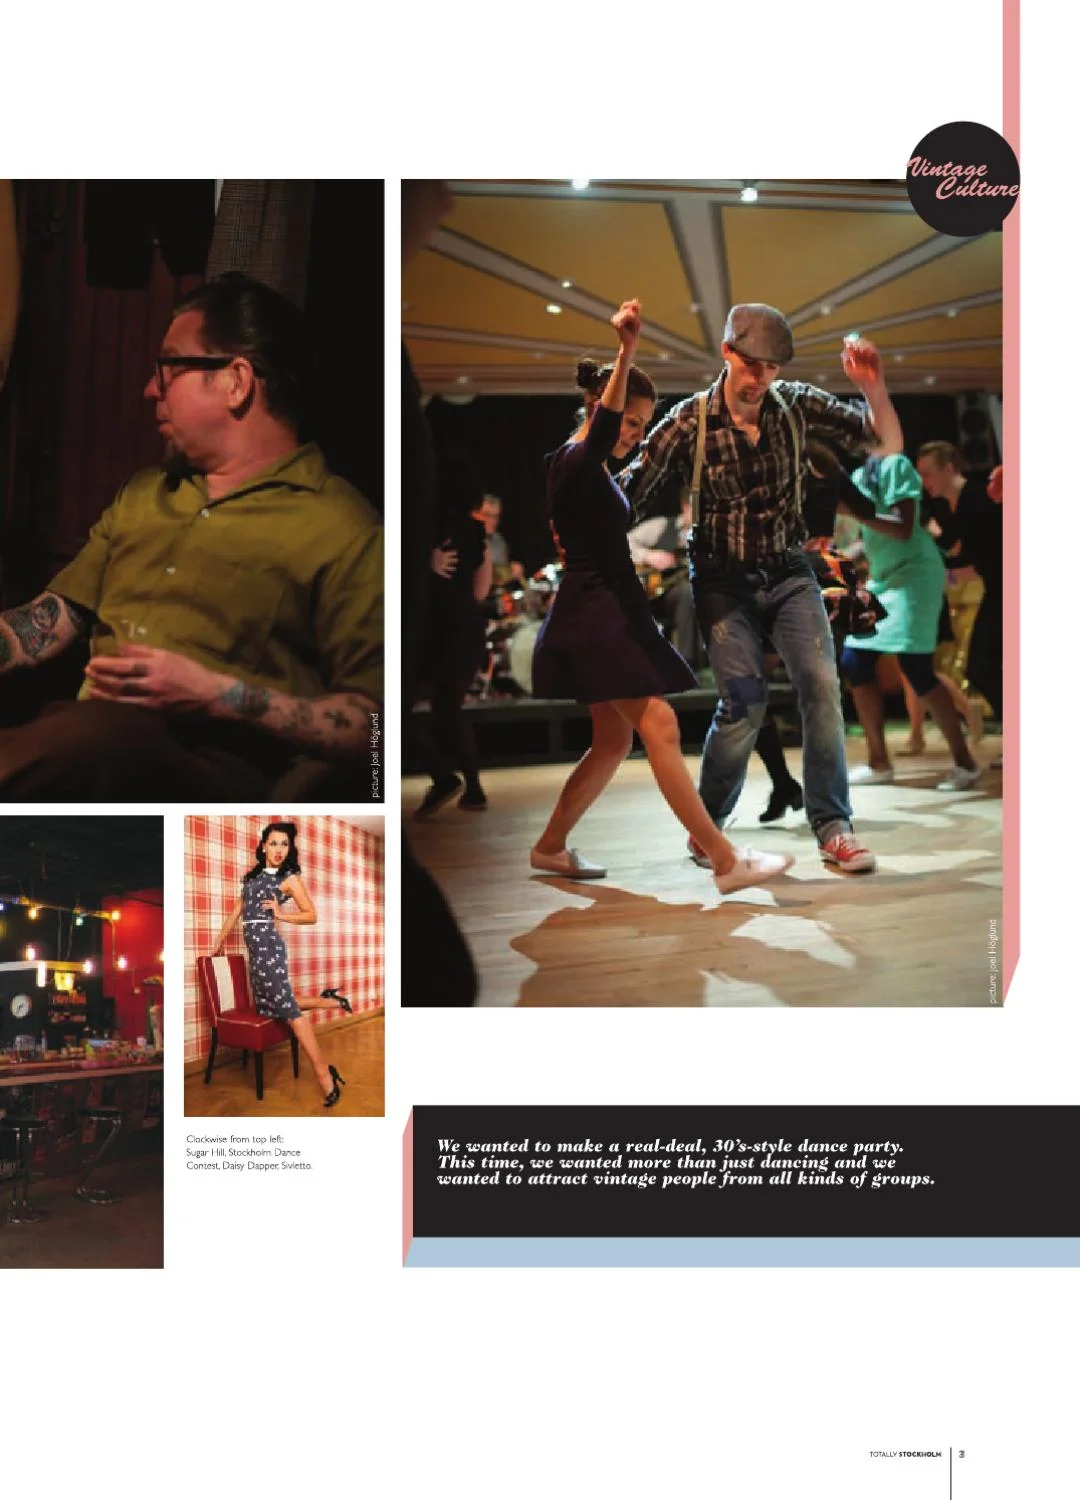 Vintage
Culture
picture: Joel Höglund
picture: Joel Höglund
Clockwise from top left:
Sugar Hill, Stockholm Dance
Contest, Daisy Dapper, Sivletto.
We wanted to make a real-deal, 30's-style dance party.
This time, we wanted more than just dancing and we
wanted to attract vintage people from all kinds of groups.
TOTALLY STOCKHOLM